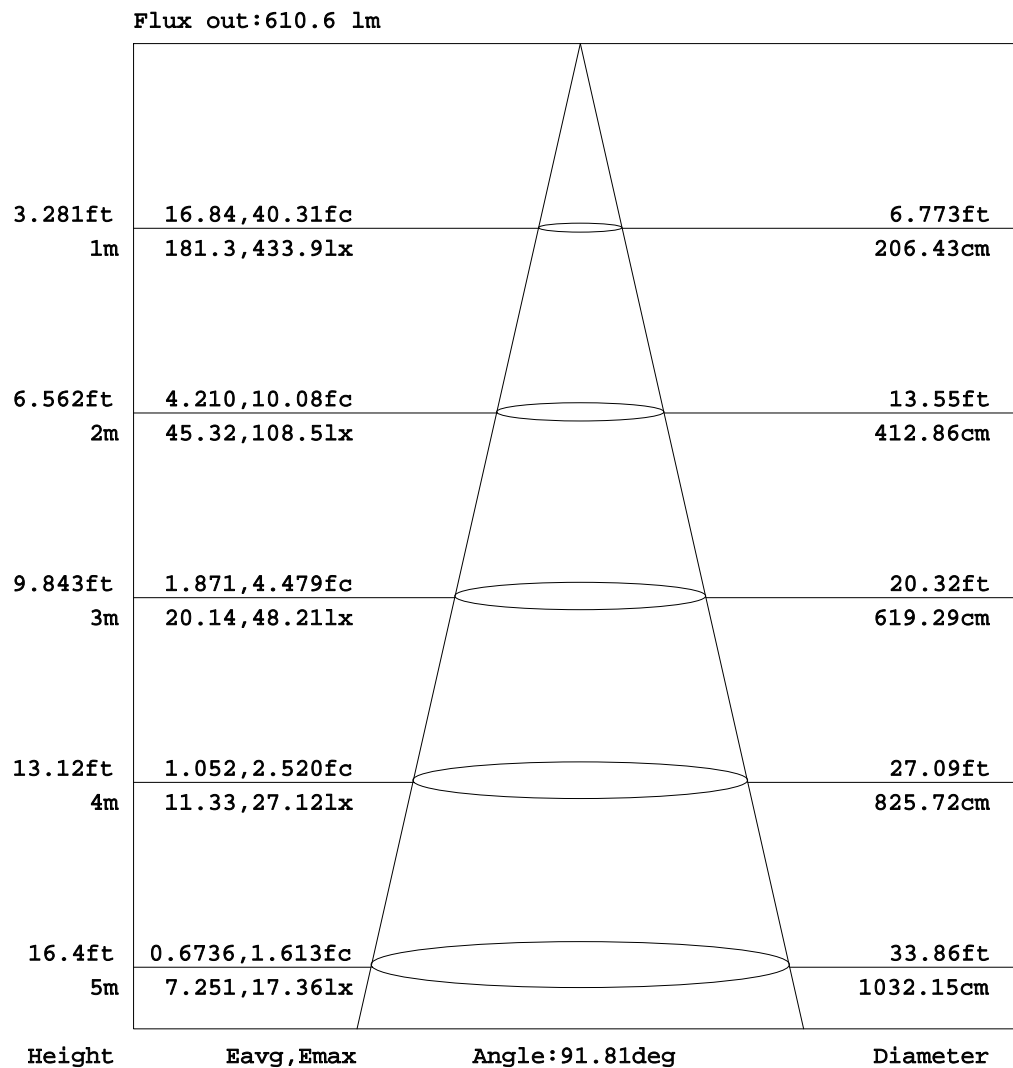 Flux out:610.6 lm
3.281ft 16.84,40.31fc 6.773ft
1m 181.3,433.9lx 206.43cm
6.562ft 4.210,10.08fc 13.55ft
2m 45.32,108.5lx 412.86cm
9.843ft 1.871,4.479fc 20.32ft
3m 20.14,48.21lx 619.29cm
13.12ft 1.052,2.520fc 27.09ft
4m 11.33,27.12lx 825.72cm
16.4ft 0.6736,1.613fc 33.86ft
5m 7.251,17.36lx 1032.15cm
Height Eavg,Emax Angle:91.81deg Diameter